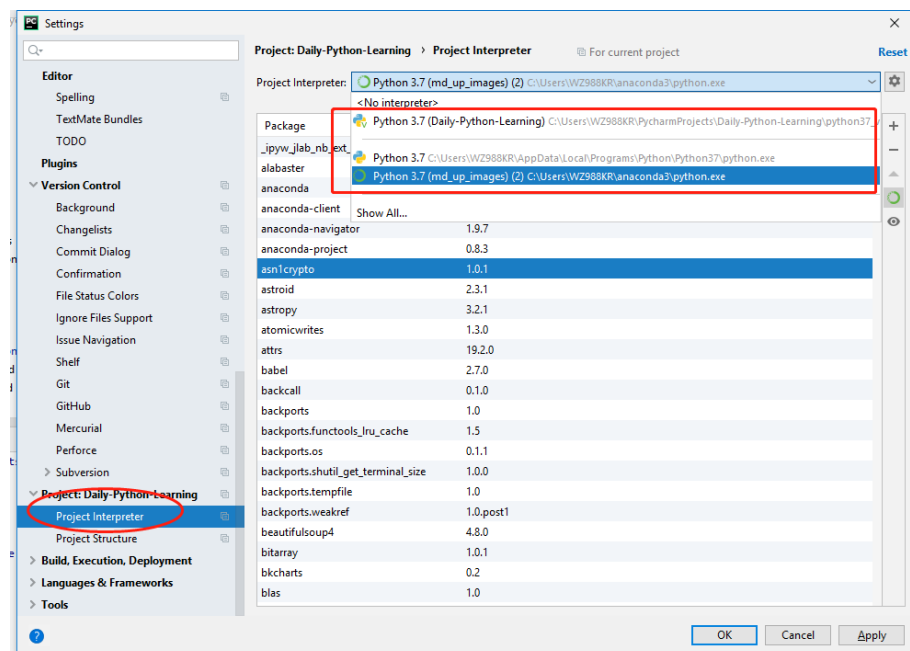 PC Settings
Project: Daily-Python-Learning › Project Interpreter For current project Reset
Editor
Spelling
TextMate Bundles
TODO
Plugins
Version Control
Background
Changelists
Commit Dialog
Confirmation
File Status Colors
Ignore Files Support
Issue Navigation
Shelf
Git
GitHub
Mercurial
Perforce
Subversion
Project: Daily-Python-Learning
Project Interpreter
Project Structure
Build, Execution, Deployment
Languages & Frameworks
Tools
Project Interpreter: Python 3.7 (md_up_images) (2) C:\Users\WZ988KR\anaconda3\python.exe
<No interpreter>
Python 3.7 (Daily-Python-Learning) C:\Users\WZ988KR\PycharmProjects\Daily-Python-Learning\python37_v
Python 3.7 C:\Users\WZ988KR\AppData\Local\Programs\Python\Python37\python.exe
Python 3.7 (md_up_images) (2) C:\Users\WZ988KR\anaconda3\python.exe
Show All...
Package
_ipyw_jlab_nb_ext_
alabaster
anaconda
anaconda-client
anaconda-navigator 1.9.7
anaconda-project 0.8.3
asn1crypto 1.0.1
astroid 2.3.1
astropy 3.2.1
atomicwrites 1.3.0
attrs 19.2.0
babel 2.7.0
backcall 0.1.0
backports 1.0
backports.functools_lru_cache 1.5
backports.os 0.1.1
backports.shutil_get_terminal_size 1.0.0
backports.tempfile 1.0
backports.weakref 1.0.post1
beautifulsoup4 4.8.0
bitarray 1.0.1
bkcharts 0.2
blas 1.0
? OK Cancel Apply